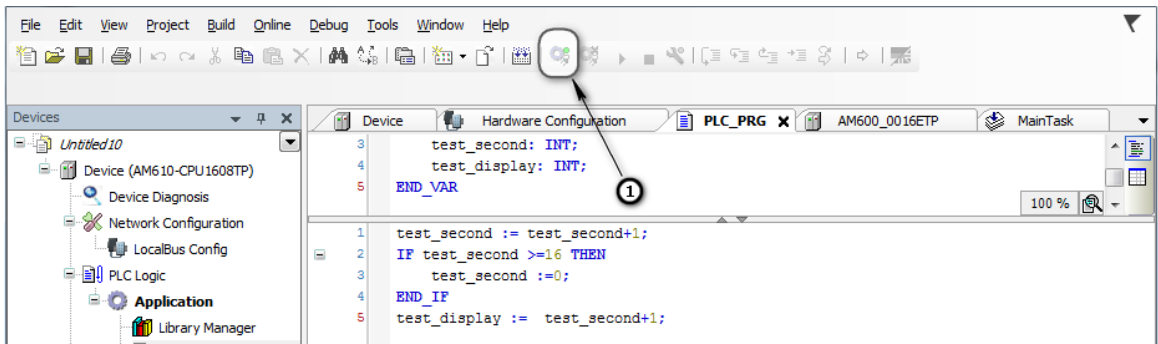 File Edit View Project Build Online Debug Tools Window Help
Devices
Untitled10
Device (AM610-CPU1608TP)
Device Diagnosis
Network Configuration
LocalBus Config
PLC Logic
Application
Library Manager
Device Hardware Configuration PLC_PRG X AM600_0016ETP MainTask
3 test_second: INT;
4 test_display: INT;
5 END_VAR
1
100 %
1 test_second := test_second+1;
2 IF test_second >=16 THEN
3 test_second :=0;
4 END_IF
5 test_display := test_second+1;